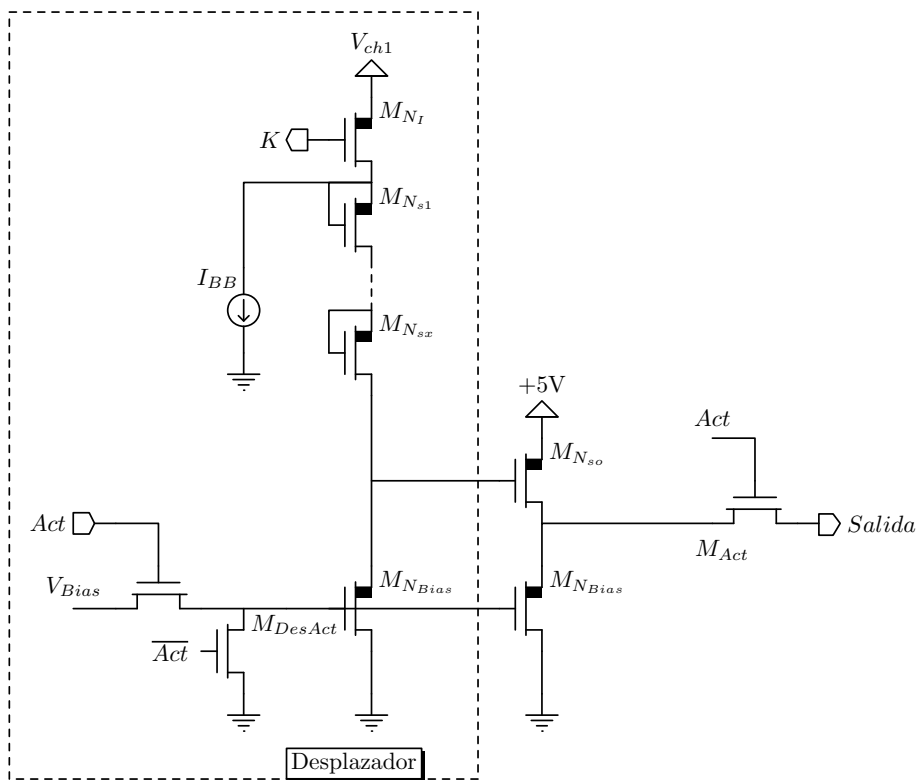 V_{ch1}
M_{N_I}
K
M_{N_{s1}}
I_{BB}
M_{N_{sx}}
+5V
M_{N_{so}}
Act
Act
Salida
M_{Act}
V_{Bias}
M_{N_{Bias}}
M_{N_{Bias}}
M_{DesAct}
\overline{Act}
Desplazador